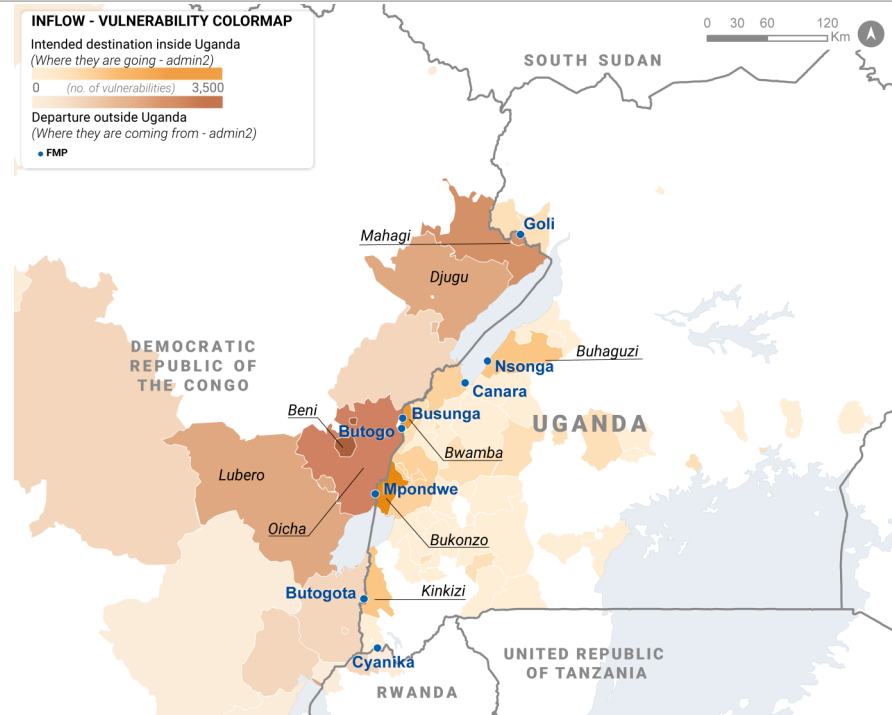 INFLOW - VULNERABILITY COLORMAP
Intended destination inside Uganda
(Where they are going - admin2)
0 (no. of vulnerabilities) 3,500
Departure outside Uganda
(Where they are coming from - admin2)
FMP
0 30 60 120
Km
SOUTH SUDAN
Goli
Mahagi
Djugu
DEMOCRATIC
REPUBLIC OF
THE CONGO
Buhaguzi
Nsonga
Canara
Beni
Busunga
Butogo
UGANDA
Bwamba
Lubero
Mpondwe
Oicha
Bukonzo
Butogota
Kinkizi
Cyanika
UNITED REPUBLIC
OF TANZANIA
RWANDA